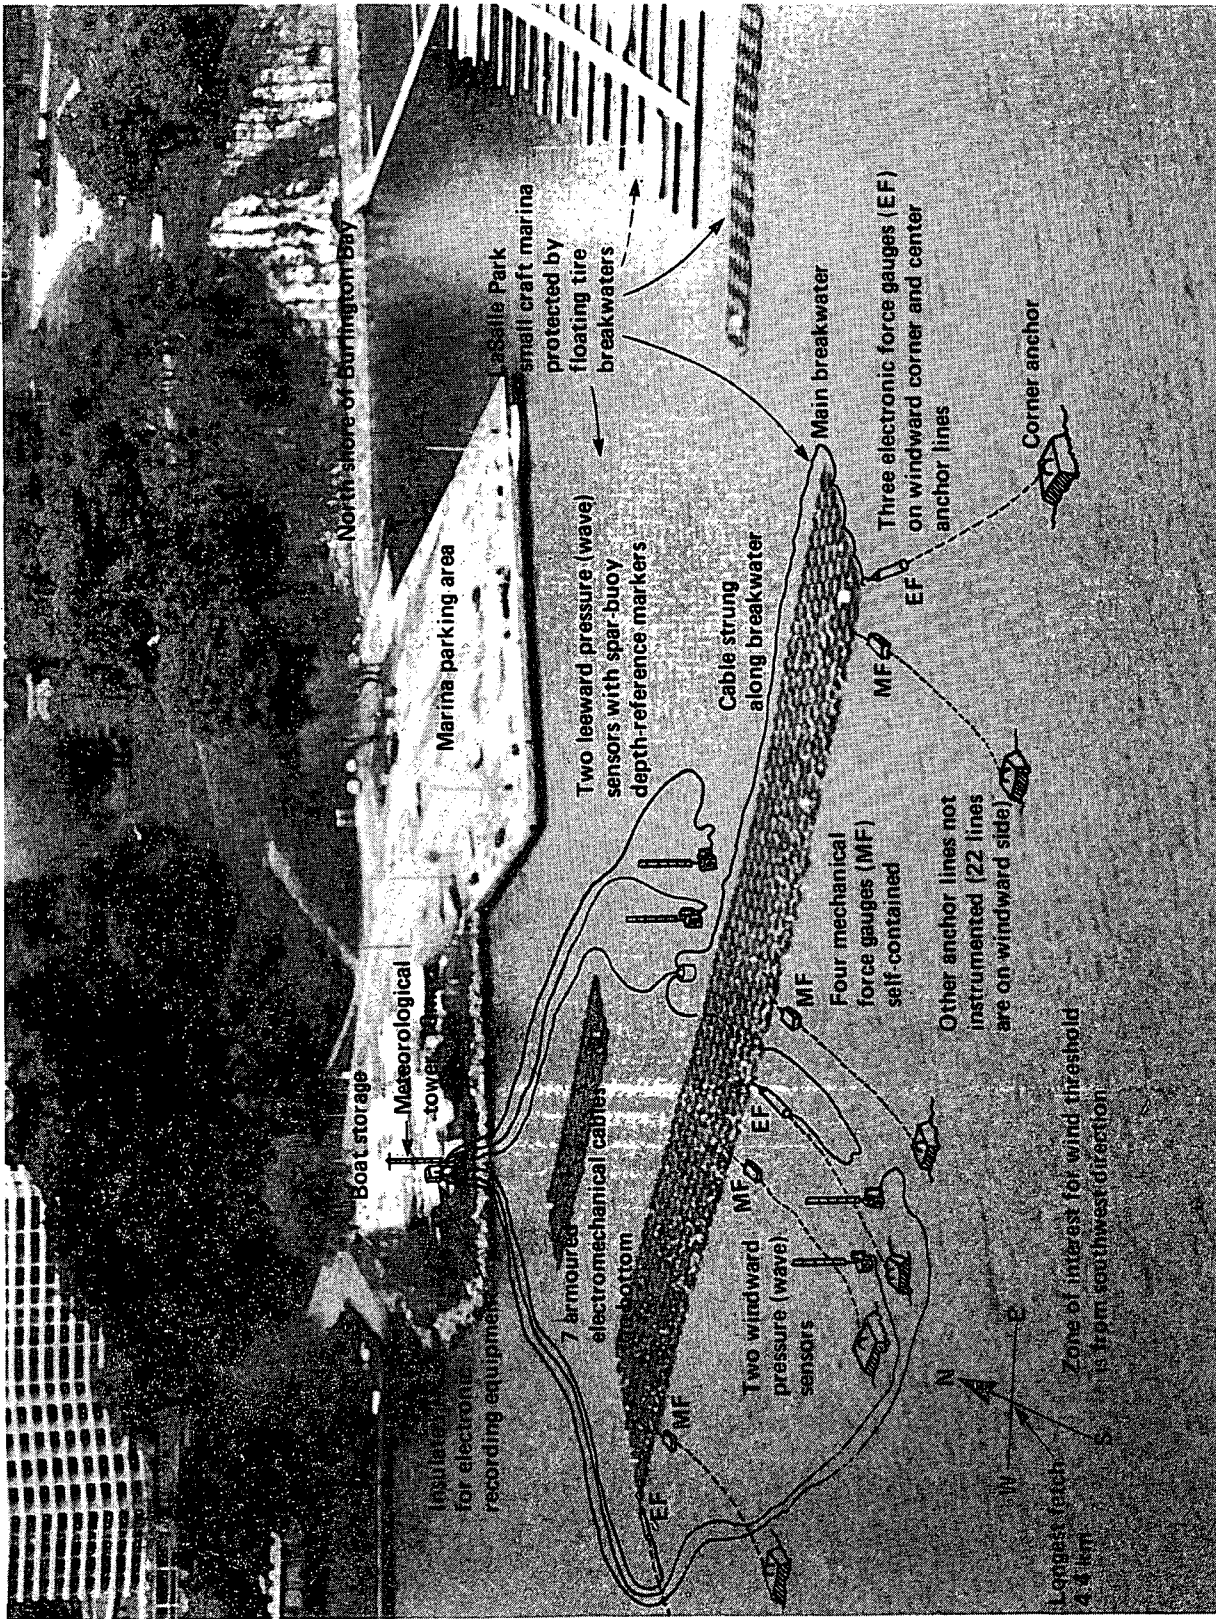 North shore of Burlington Bay
Boat storage
Meteorological
tower
Marina parking area
Park
small craft marina
protected by
floating tire
breakwaters
for electronic
recording equipment
7 armoured
electromechanical cables
bottom
Two leeward pressure (wave)
sensors with spar-buoy
depth-reference markers
Cable strung
along breakwater
Main breakwater
Three electronic force gauges (EF)
on windward corner and center
anchor lines
Corner anchor
EF
MF
Four mechanical
force gauges (MF)
self-contained
Other anchor lines not
instrumented (22 lines
are on windward side)
MF
EF
MF
Two windward
pressure (wave)
sensors
MF
EF
N
E
S
W
Longest fetch
4.4 km
Zone of interest for wind threshold
is from southwest direction